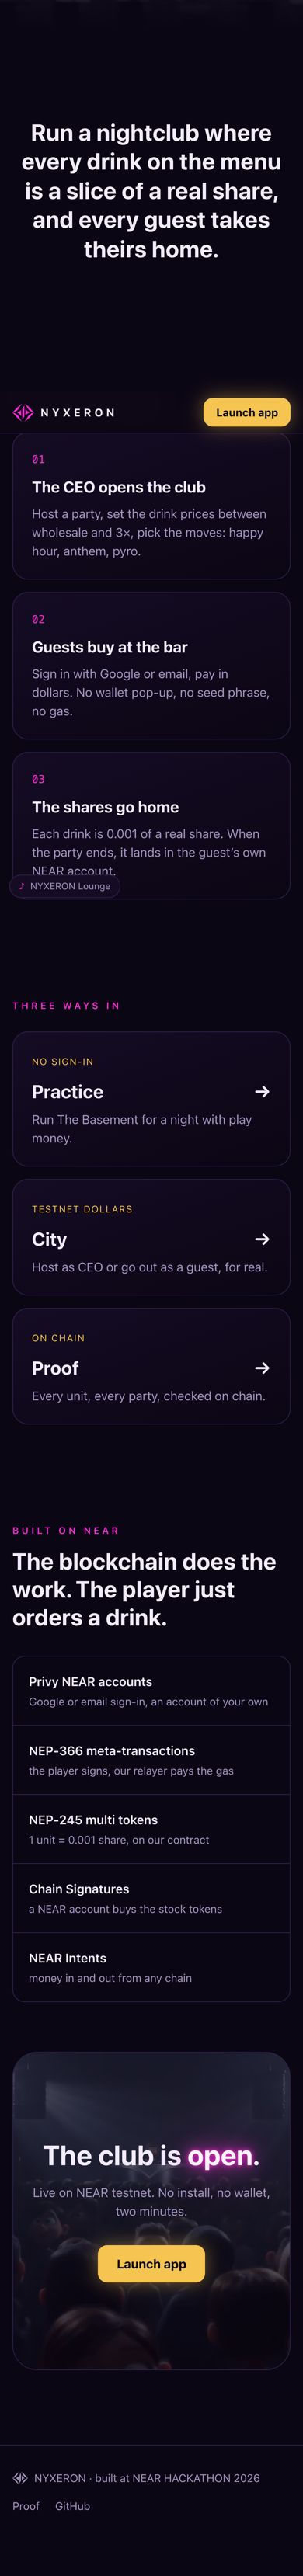 Run a nightclub where
every drink on the menu
is a slice of a real share,
and every guest takes
theirs home.
NYXERON
Launch app
01
The CEO opens the club
Host a party, set the drink prices between
wholesale and 3×, pick the moves: happy
hour, anthem, pyro.
02
Guests buy at the bar
Sign in with Google or email, pay in
dollars. No wallet pop-up, no seed phrase,
no gas.
03
The shares go home
Each drink is 0.001 of a real share. When
the party ends, it lands in the guest's own
NEAR account.
♪ NYXERON Lounge
THREE WAYS IN
NO SIGN-IN
Practice →
Run The Basement for a night with play
money.
TESTNET DOLLARS
City →
Host as CEO or go out as a guest, for real.
ON CHAIN
Proof →
Every unit, every party, checked on chain.
BUILT ON NEAR
The blockchain does the
work. The player just
orders a drink.
Privy NEAR accounts
Google or email sign-in, an account of your own
NEP-366 meta-transactions
the player signs, our relayer pays the gas
NEP-245 multi tokens
1 unit = 0.001 share, on our contract
Chain Signatures
a NEAR account buys the stock tokens
NEAR Intents
money in and out from any chain
The club is open.
Live on NEAR testnet. No install, no wallet,
two minutes.
Launch app
NYXERON · built at NEAR HACKATHON 2026
Proof GitHub